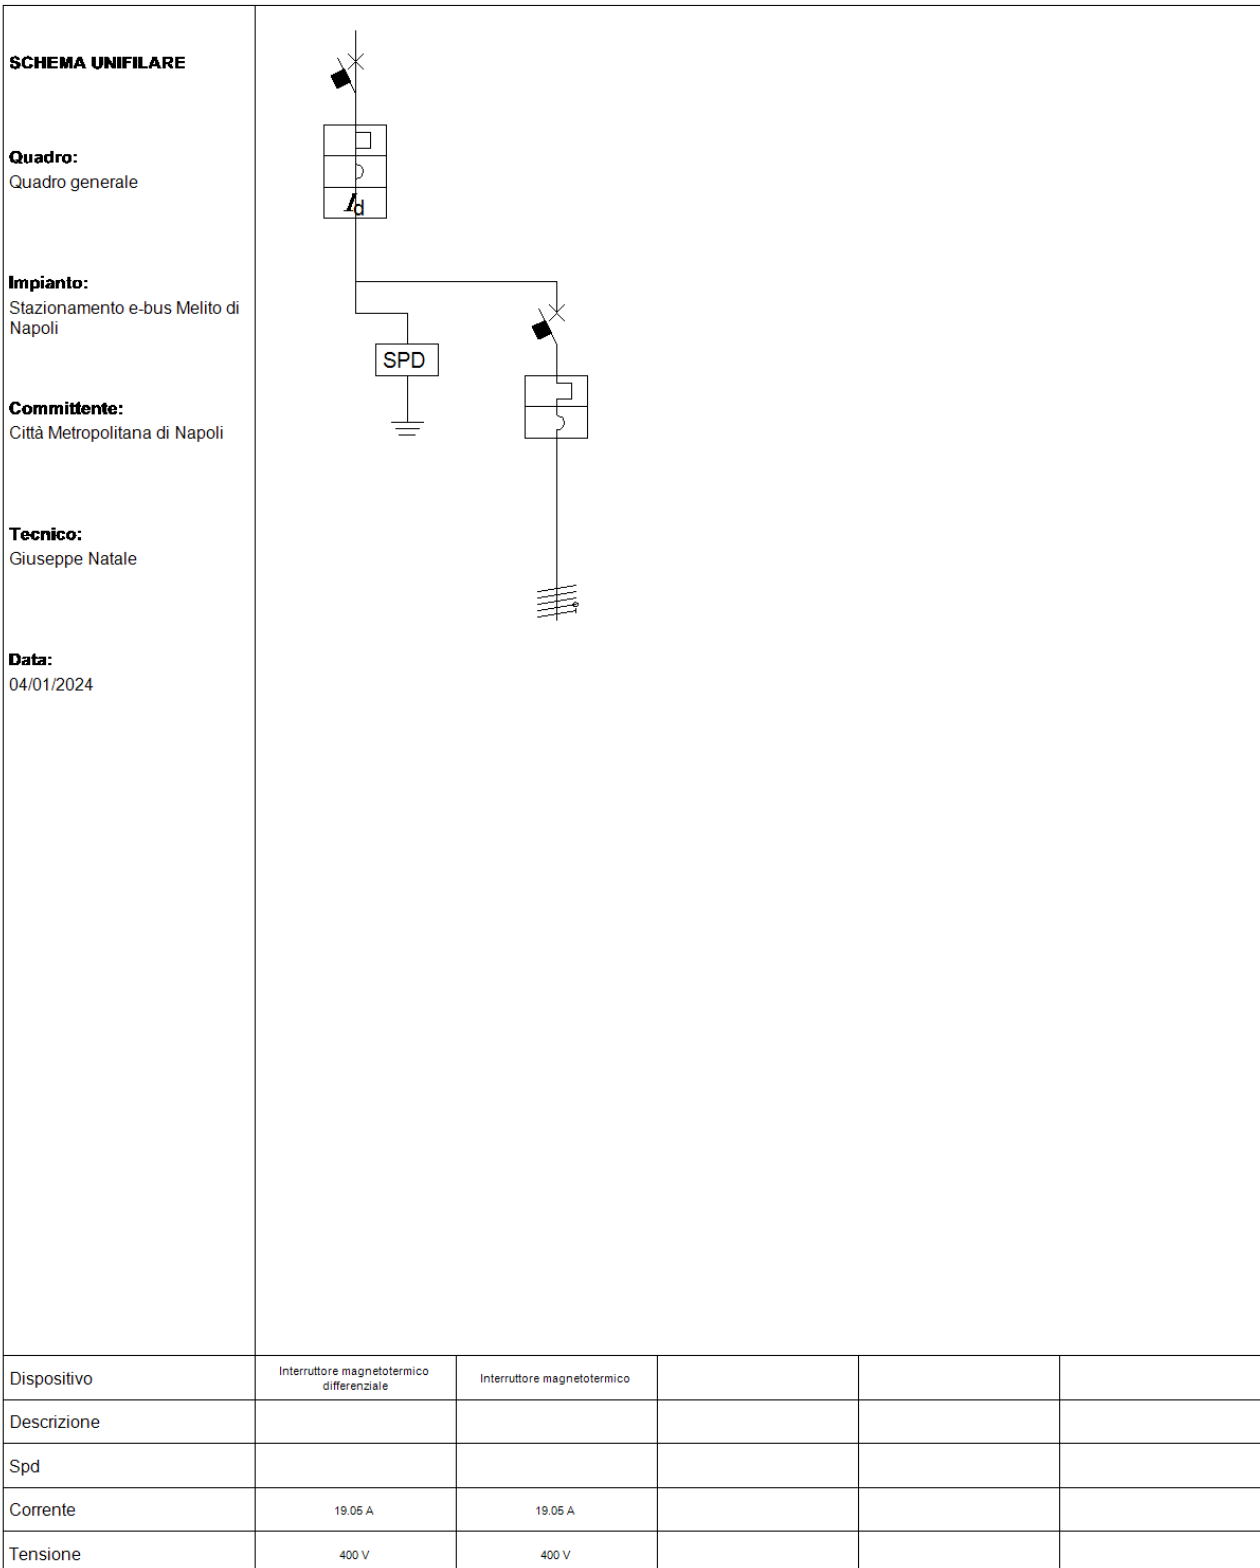 SCHEMA UNIFILARE
Quadro:
Quadro generale
Impianto:
Stazionamento e-bus Melito di
Napoli
Committente:
Città Metropolitana di Napoli
Tecnico:
Giuseppe Natale
Data:
04/01/2024
Id
SPD
Dispositivo
Interruttore magnetotermico
differenziale
Interruttore magnetotermico
Descrizione
Spd
Corrente
19.05 A
19.05 A
Tensione
400 V
400 V